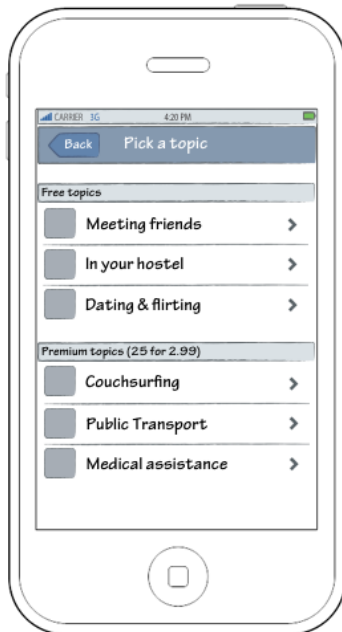 CARRIER 3G 4:20 PM
Back Pick a topic
Free topics
Meeting friends
In your hostel
Dating & flirting
Premium topics (25 for 2.99)
Couchsurfing
Public Transport
Medical assistance